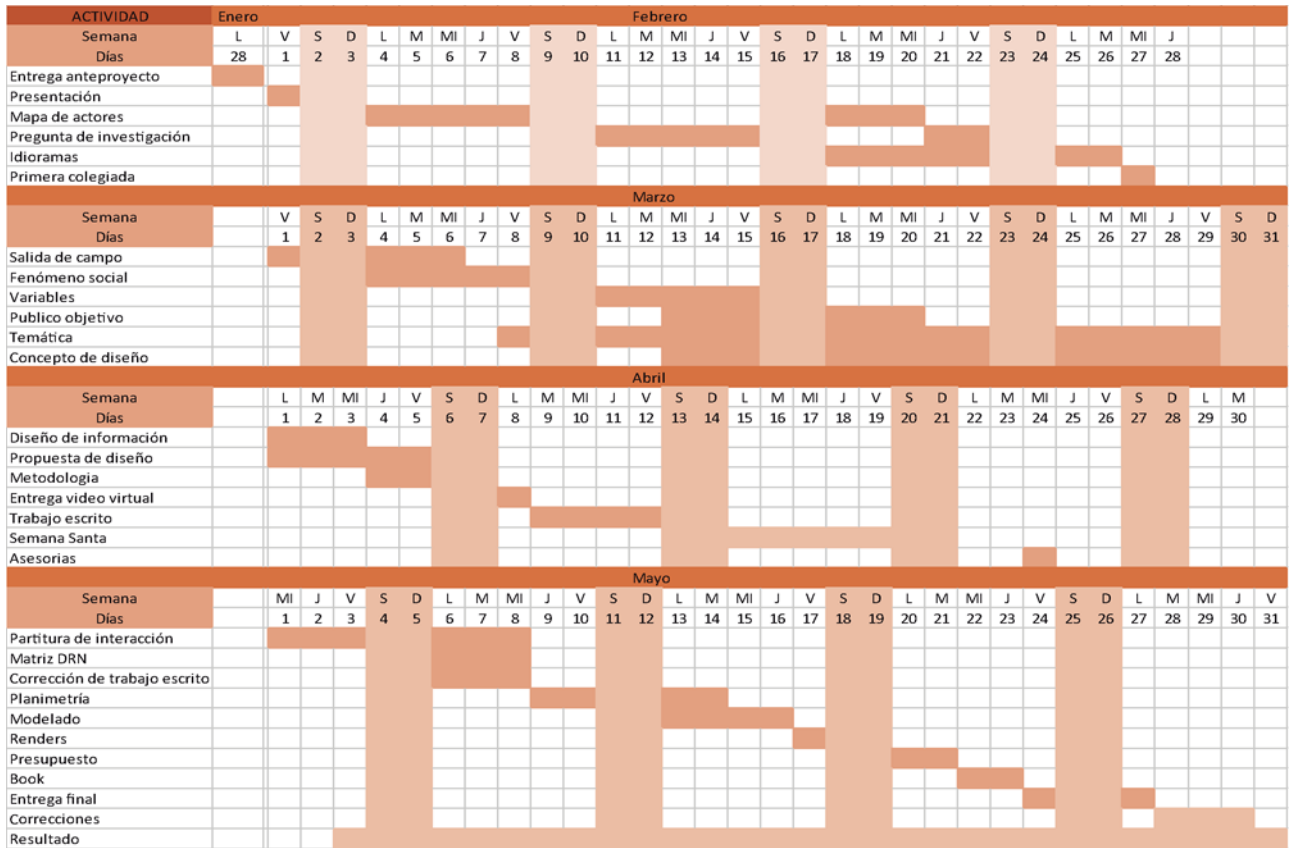 ACTIVIDAD Enero Febrero
Semana L V S D L M MI J V S D L M MI J V S D L M MI J V S D L M MI J
Días 28 1 2 3 4 5 6 7 8 9 10 11 12 13 14 15 16 17 18 19 20 21 22 23 24 25 26 27 28
Entrega anteproyecto
Presentación
Mapa de actores
Pregunta de investigación
Idioramas
Primera colegiada
Marzo
Semana V S D L M MI J V S D L M MI J V S D L M MI J V S D L M MI J V S D
Días 1 2 3 4 5 6 7 8 9 10 11 12 13 14 15 16 17 18 19 20 21 22 23 24 25 26 27 28 29 30 31
Salida de campo
Fenómeno social
Variables
Publico objetivo
Temática
Concepto de diseño
Abril
Semana L M MI J V S D L M MI J V S D L M MI J V S D L M MI J V S D L M
Días 1 2 3 4 5 6 7 8 9 10 11 12 13 14 15 16 17 18 19 20 21 22 23 24 25 26 27 28 29 30
Diseño de información
Propuesta de diseño
Metodologia
Entrega video virtual
Trabajo escrito
Semana Santa
Asesorias
Mayo
Semana MI J V S D L M MI J V S D L M MI J V S D L M MI J V S D L M MI J V
Días 1 2 3 4 5 6 7 8 9 10 11 12 13 14 15 16 17 18 19 20 21 22 23 24 25 26 27 28 29 30 31
Partitura de interacción
Matriz DRN
Corrección de trabajo escrito
Planimetría
Modelado
Renders
Presupuesto
Book
Entrega final
Correcciones
Resultado